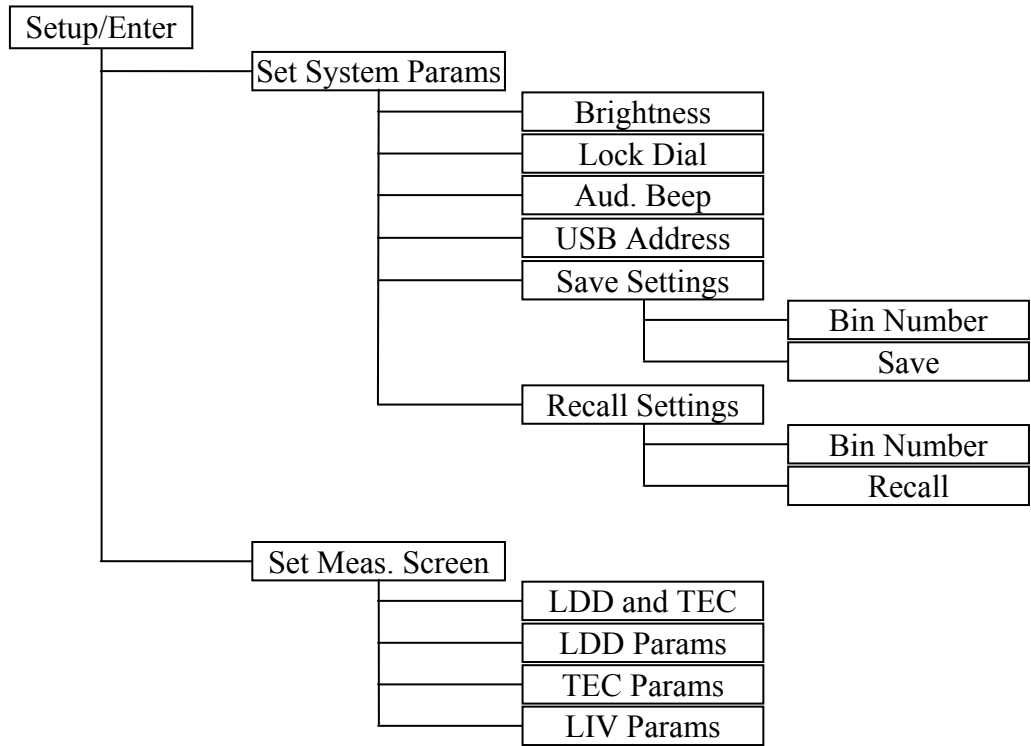 Setup/Enter
Set System Params
Brightness
Lock Dial
Aud. Beep
USB Address
Save Settings
Bin Number
Save
Recall Settings
Bin Number
Recall
Set Meas. Screen
LDD and TEC
LDD Params
TEC Params
LIV Params